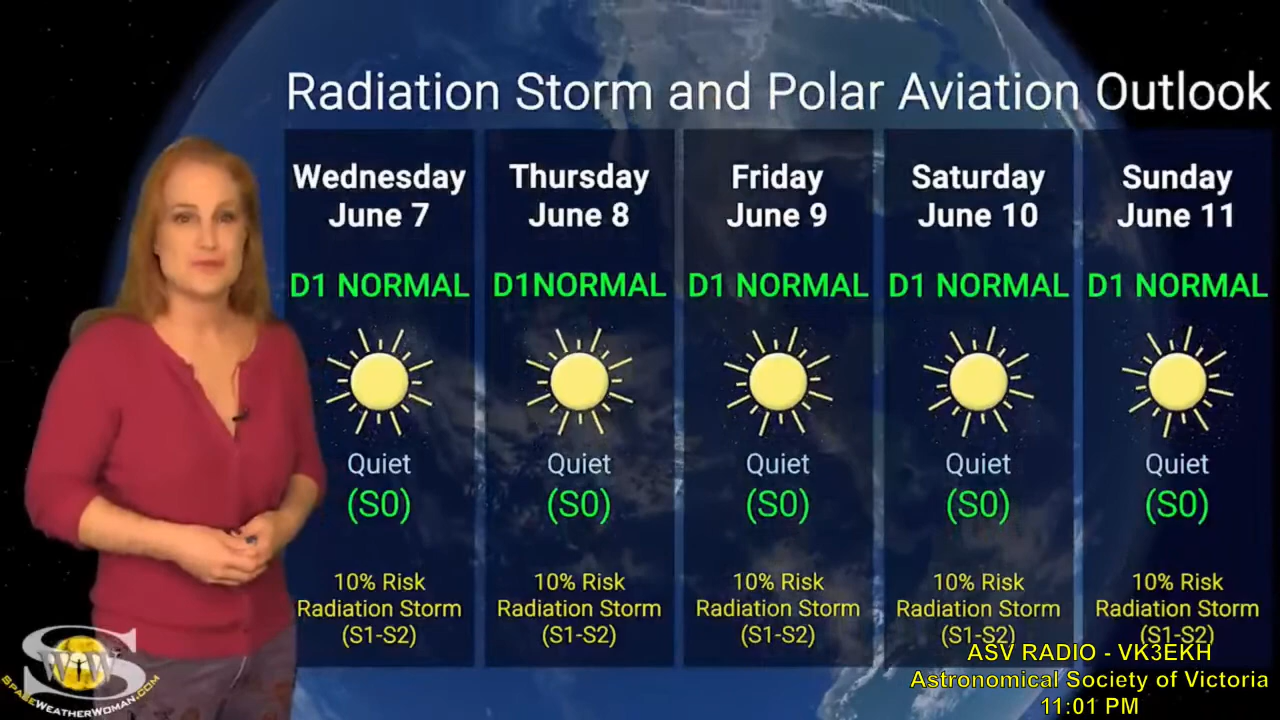 Radiation Storm and Polar Aviation Outlook
Wednesday
June 7
D1 NORMAL
Quiet
(S0)
10% Risk
Radiation Storm
(S1-S2)
Thursday
June 8
D1NORMAL
Quiet
(S0)
10% Risk
Radiation Storm
(S1-S2)
Friday
June 9
D1 NORMAL
Quiet
(S0)
10% Risk
Radiation Storm
(S1-S2)
Saturday
June 10
D1 NORMAL
Quiet
(S0)
10% Risk
Radiation Storm
(S1-S2)
Sunday
June 11
D1 NORMAL
Quiet
(S0)
10% Risk
Radiation Storm
(S1-S2)
S
WW
SPACEWEATHERWOMAN.COM
ASV RADIO - VK3EKH
Astronomical Society of Victoria
11:01 PM